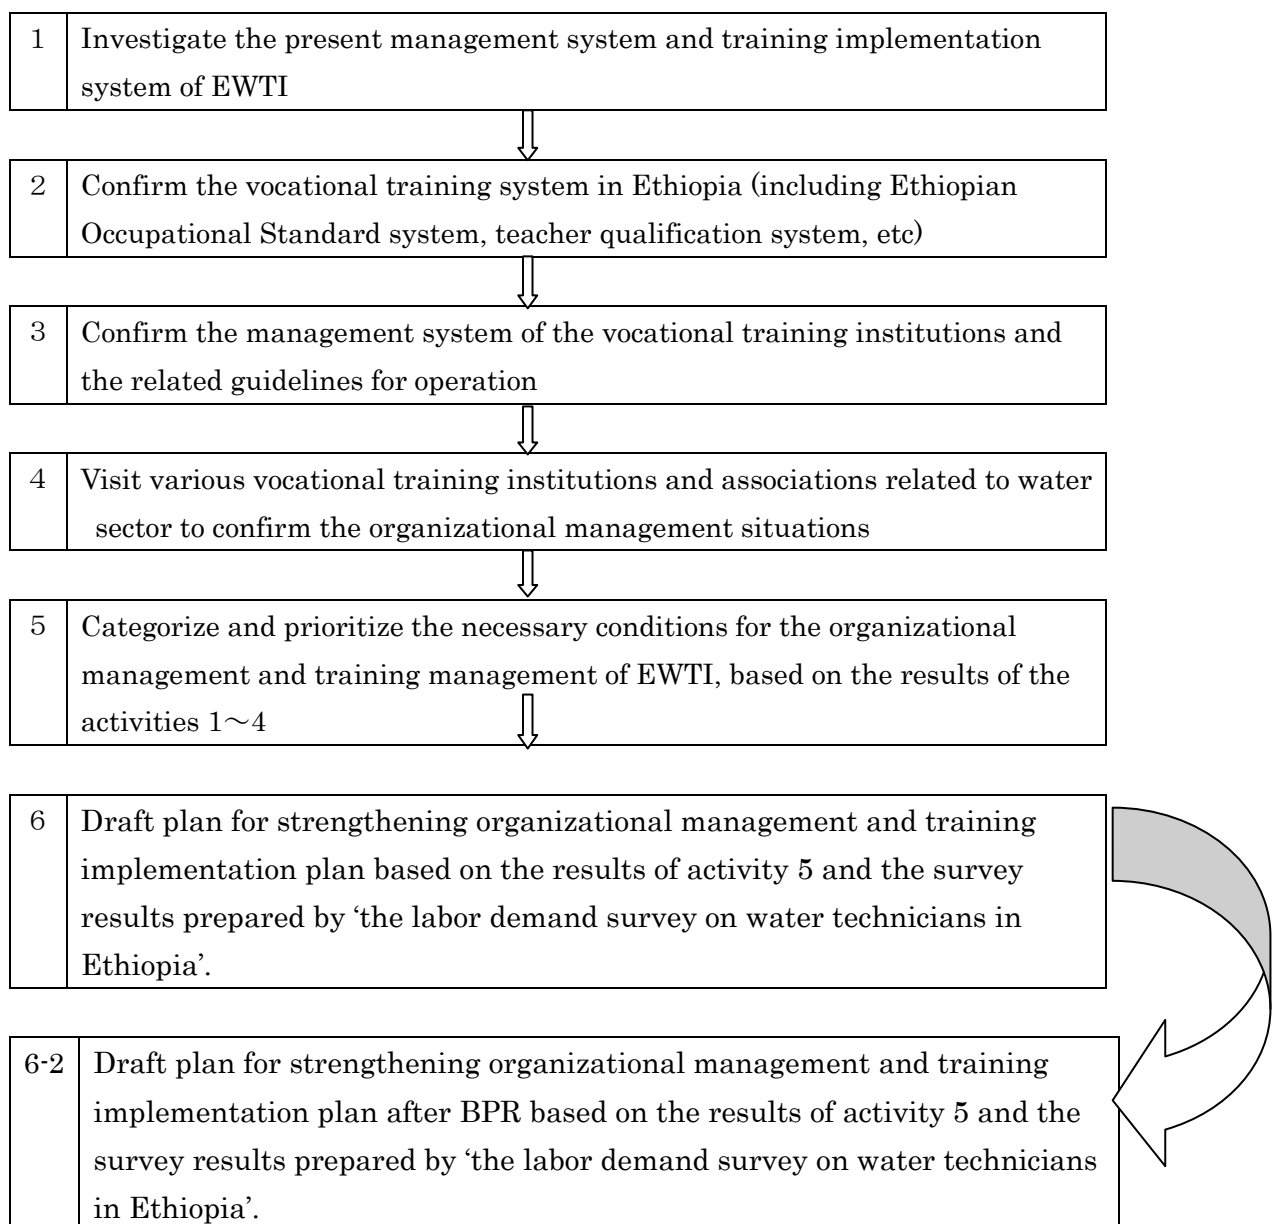 1 Investigate the present management system and training implementation
system of EWTI
2 Confirm the vocational training system in Ethiopia (including Ethiopian
Occupational Standard system, teacher qualification system, etc)
3 Confirm the management system of the vocational training institutions and
the related guidelines for operation
4 Visit various vocational training institutions and associations related to water
sector to confirm the organizational management situations
5 Categorize and prioritize the necessary conditions for the organizational
management and training management of EWTI, based on the results of the
activities 1～4
6 Draft plan for strengthening organizational management and training
implementation plan based on the results of activity 5 and the survey
results prepared by ‘the labor demand survey on water technicians in
Ethiopia’.
6-2 Draft plan for strengthening organizational management and training
implementation plan after BPR based on the results of activity 5 and the
survey results prepared by ‘the labor demand survey on water technicians
in Ethiopia’.